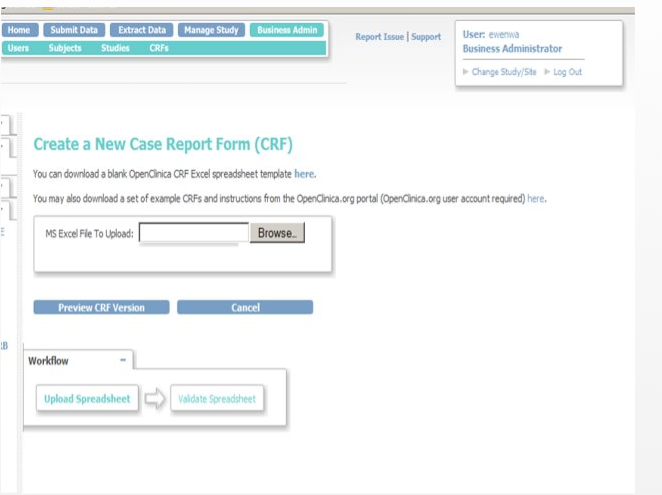 Home Submit Data Extract Data Manage Study Business Admin
Users Subjects Studies CRFs
Report Issue | Support
User: ewenwa
Business Administrator
Change Study/Site Log Out
Create a New Case Report Form (CRF)
You can download a blank OpenClinica CRF Excel spreadsheet template here.
You may also download a set of example CRFs and instructions from the OpenClinica.org portal (OpenClinica.org user account required) here.
MS Excel File To Upload: Browse..
Preview CRF Version Cancel
Workflow
Upload Spreadsheet Validate Spreadsheet